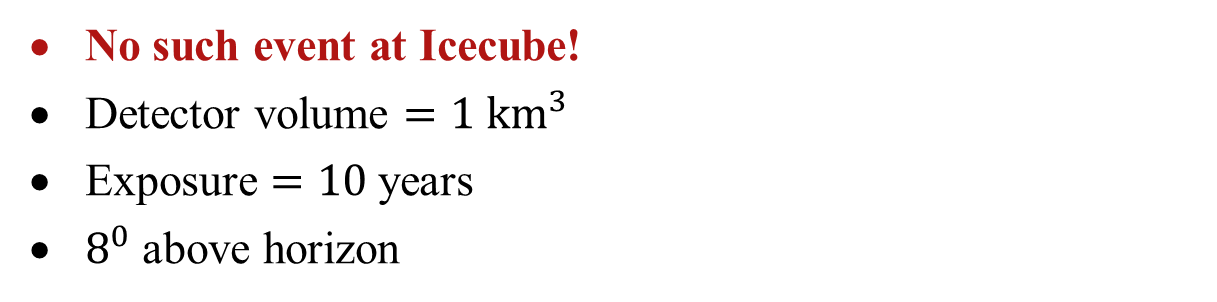 • No such event at Icecube!
• Detector volume = 1 km³
• Exposure = 10 years
• 8⁰ above horizon